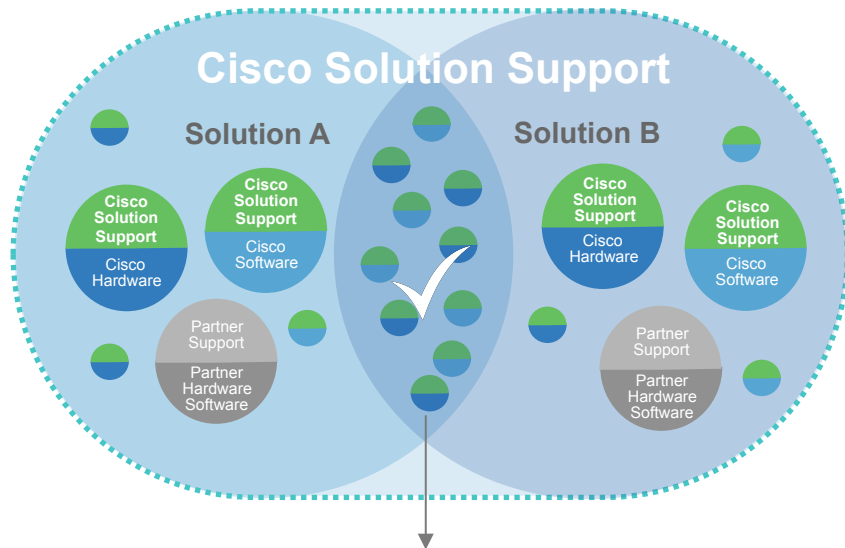 Cisco Solution Support
Solution A
Solution B
Cisco
Solution
Support
Cisco
Hardware
Cisco
Solution
Support
Cisco
Software
Partner
Support
Partner
Hardware
Software
Cisco
Solution
Support
Cisco
Hardware
Cisco
Solution
Support
Cisco
Software
Partner
Support
Partner
Hardware
Software